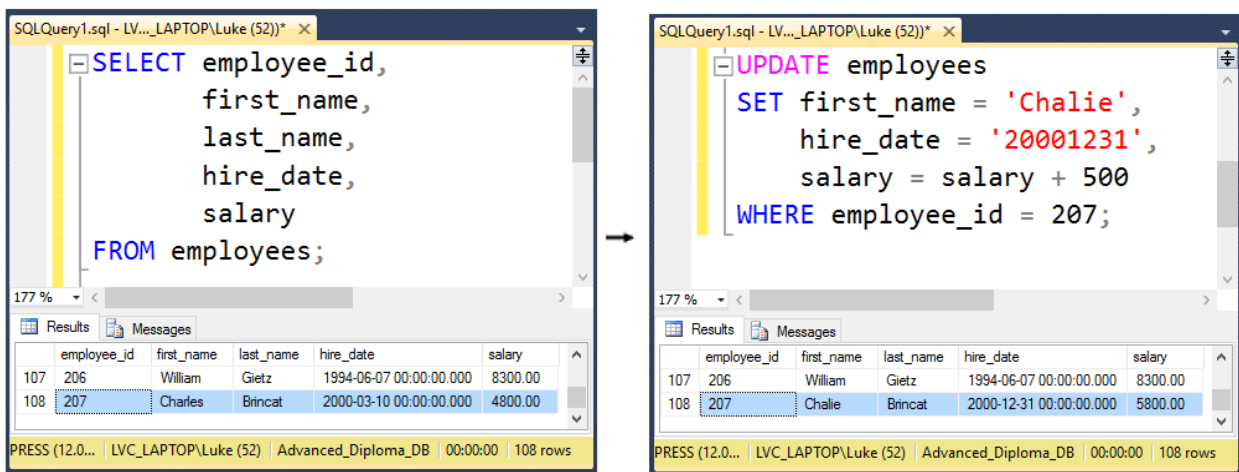 SQLQuery1.sql - LV..._LAPTOP\Luke (52))* ×
SELECT employee_id,
first_name,
last_name,
hire_date,
salary
FROM employees;
177 %
Results Messages
employee_id first_name last_name hire_date salary
107 206 William Gietz 1994-06-07 00:00:00.000 8300.00
108 207 Charles Brincat 2000-03-10 00:00:00.000 4800.00
PRESS (12.0... LVC_LAPTOP\Luke (52) Advanced_Diploma_DB 00:00:00 108 rows
SQLQuery1.sql - LV..._LAPTOP\Luke (52))* ×
UPDATE employees
SET first_name = 'Chalie',
hire_date = '20001231',
salary = salary + 500
WHERE employee_id = 207;
177 %
Results Messages
employee_id first_name last_name hire_date salary
107 206 William Gietz 1994-06-07 00:00:00.000 8300.00
108 207 Chalie Brincat 2000-12-31 00:00:00.000 5800.00
PRESS (12.0... LVC_LAPTOP\Luke (52) Advanced_Diploma_DB 00:00:00 108 rows